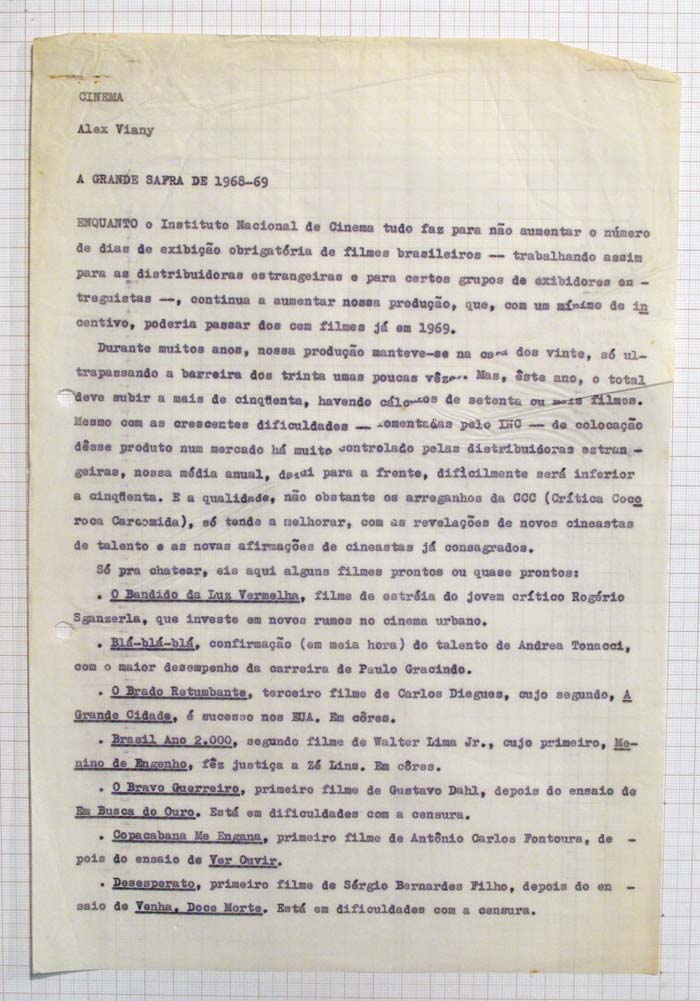 CINEMA
Alex Viany
A GRANDE SAFRA DE 1968-69
ENQUANTO o Instituto Nacional de Cinema tudo faz para não aumentar o número
de dias de exibição obrigatória de filmes brasileiros -- trabalhando assim
para as distribuidoras estrangeiras e para certos grupos de exibidores en -
treguistas --, continua a aumentar nossa produção, que, com um mínimo de in
centivo, poderia passar dos cem filmes já em 1969.
Durante muitos anos, nossa produção manteve-se na casa dos vinte, só ul-
trapassando a barreira dos trinta umas poucas vêzes. Mas, êste ano, o total
deve subir a mais de cinqüenta, havendo cálculos de setenta ou mais filmes.
Mesmo com as crescentes dificuldades -- fomentadas pelo INC -- de colocação
dêsse produto num mercado há muito controlado pelas distribuidoras estran -
geiras, nossa média anual, daqui para a frente, dificilmente será inferior
a cinqüenta. E a qualidade, não obstante os arreganhos da CCC (Crítica Coco
roca Carcomida), só tende a melhorar, com as revelações de novos cineastas
de talento e as novas afirmações de cineastas já consagrados.
Só pra chatear, eis aqui alguns filmes prontos ou quase prontos:
. O Bandido da Luz Vermelha, filme de estréia do jovem crítico Rogério
Sganzerla, que investe em novos rumos no cinema urbano.
. Blá-blá-blá, confirmação (em meia hora) do talento de Andrea Tonacci,
com o maior desempenho da carreira de Paulo Gracindo.
. O Brado Retumbante, terceiro filme de Carlos Diegues, cujo segundo, A
Grande Cidade, é sucesso nos EUA. Em côres.
. Brasil Ano 2.000, segundo filme de Walter Lima Jr., cujo primeiro, Me-
nino de Engenho, fêz justiça a Zé Lins. Em côres.
. O Bravo Guerreiro, primeiro filme de Gustavo Dahl, depois do ensaio de
Em Busca do Ouro. Está em dificuldades com a censura.
. Copacabana Me Engana, primeiro filme de Antônio Carlos Fontoura, de -
pois do ensaio de Ver Ouvir.
. Desesperato, primeiro filme de Sérgio Bernardes Filho, depois do en -
saio de Venha, Doce Morte. Está em dificuldades com a censura.